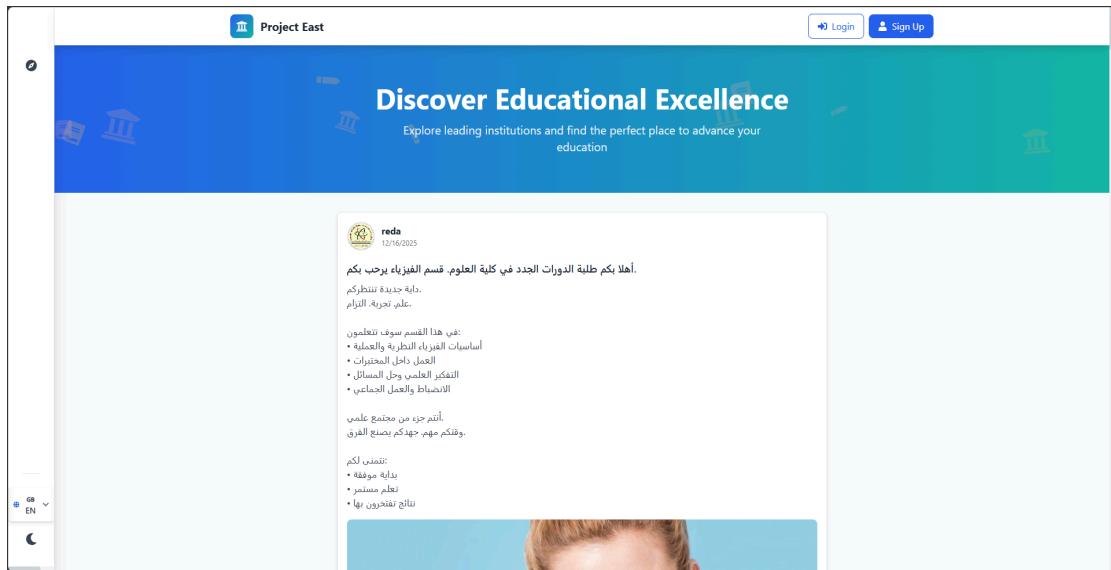 Project East
Login
Sign Up
Discover Educational Excellence
Explore leading institutions and find the perfect place to advance your
education
reda
12/16/2025
أهلا بكم طلبة الدورات الجدد في كلية العلوم. قسم الفيزياء يرحب بكم.
داية جديدة تنتظركم.
علم. تجربة. التزام.
في هذا القسم سوف تتعلمون:
• أساسيات الفيزياء النظرية والعملية
• العمل داخل المختبرات
• التفكير العلمي وحل المسائل
• الانضباط والعمل الجماعي
أنتم جزء من مجتمع علمي.
وقتكم مهم. جهدكم يصنع الفرق.
نتمنى لكم:
• بداية موفقة
• تعلم مستمر
• نتائج تفتخرون بها
GB
EN